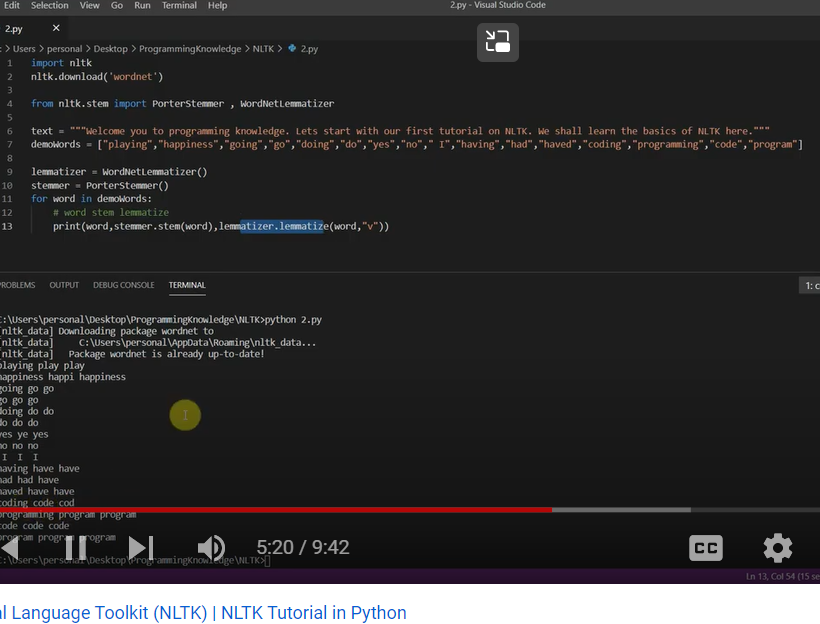 Edit Selection View Go Run Terminal Help 2.py - Visual Studio Code
2.py ×
: > Users > personal > Desktop > ProgrammingKnowledge > NLTK > 2.py
1 import nltk
2 nltk.download('wordnet')
3
4 from nltk.stem import PorterStemmer , WordNetLemmatizer
5
6 text = """Welcome you to programming knowledge. Lets start with our first tutorial on NLTK. We shall learn the basics of NLTK here."""
7 demoWords = ["playing","happiness","going","go","doing","do","yes","no"," I","having","had","haved","coding","programming","code","program"]
8
9 lemmatizer = WordNetLemmatizer()
10 stemmer = PorterStemmer()
11 for word in demoWords:
12 # word stem lemmatize
13 print(word,stemmer.stem(word),lemmatizer.lemmatize(word,"v"))
ROBLEMS OUTPUT DEBUG CONSOLE TERMINAL 1: c
:\Users\personal\Desktop\ProgrammingKnowledge\NLTK>python 2.py
[nltk_data] Downloading package wordnet to
[nltk_data] C:\Users\personal\AppData\Roaming\nltk_data...
[nltk_data] Package wordnet is already up-to-date!
playing play play
happiness happi happiness
going go go
go go go
doing do do
do do do
yes ye yes
no no no
I I I
having have have
had had have
haved have have
coding code cod
programming program program
code code code
program program program
5:20 / 9:42 CC
:\Users\personal\Desktop\ProgrammingKnowledge\NLTK>
Ln 13, Col 54 (15 se
al Language Toolkit (NLTK) | NLTK Tutorial in Python